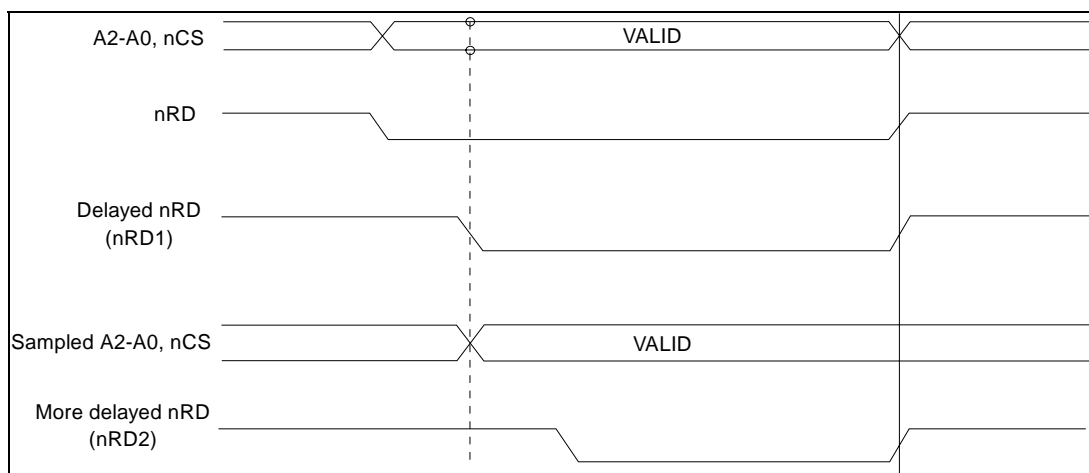 A2-A0, nCS
VALID
nRD
Delayed nRD
(nRD1)
Sampled A2-A0, nCS
VALID
More delayed nRD
(nRD2)